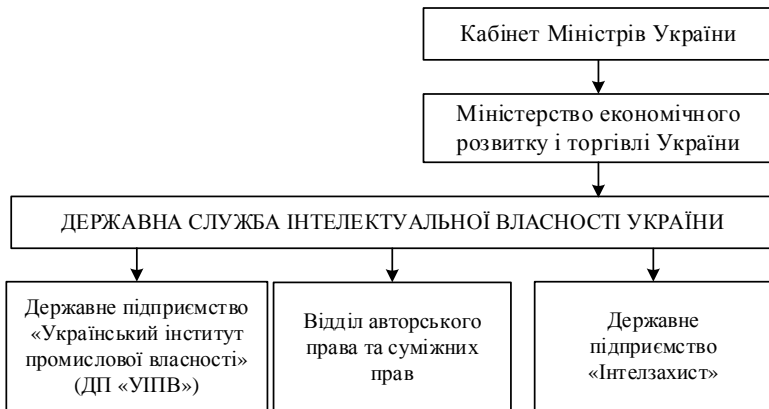 Кабінет Міністрів України
Міністерство економічного
розвитку і торгівлі України
ДЕРЖАВНА СЛУЖБА ІНТЕЛЕКТУАЛЬНОЇ ВЛАСНОСТІ УКРАЇНИ
Державне підприємство
«Український інститут
промислової власності»
(ДП «УІПВ»)
Відділ авторського
права та суміжних
прав
Державне
підприємство
«Інтелзахист»